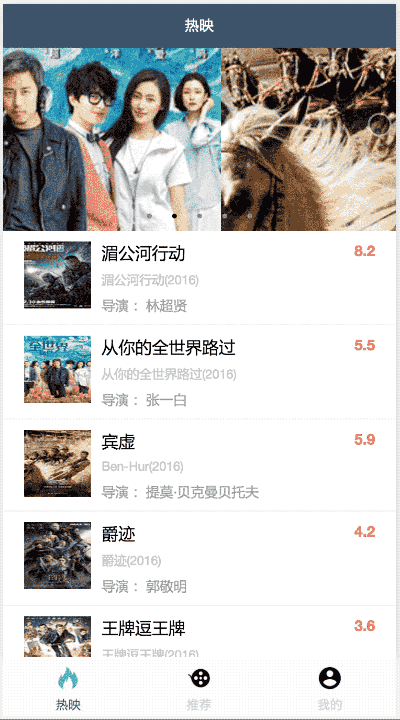 热映
湄公河行动
8.2
湄公河行动(2016)
导演： 林超贤
从你的全世界路过
5.5
从你的全世界路过(2016)
导演： 张一白
宾虚
5.9
Ben-Hur(2016)
导演： 提莫·贝克曼贝托夫
爵迹
4.2
爵迹(2016)
导演： 郭敬明
王牌逗王牌
3.6
王牌逗王牌(2016)
热映
推荐
我的